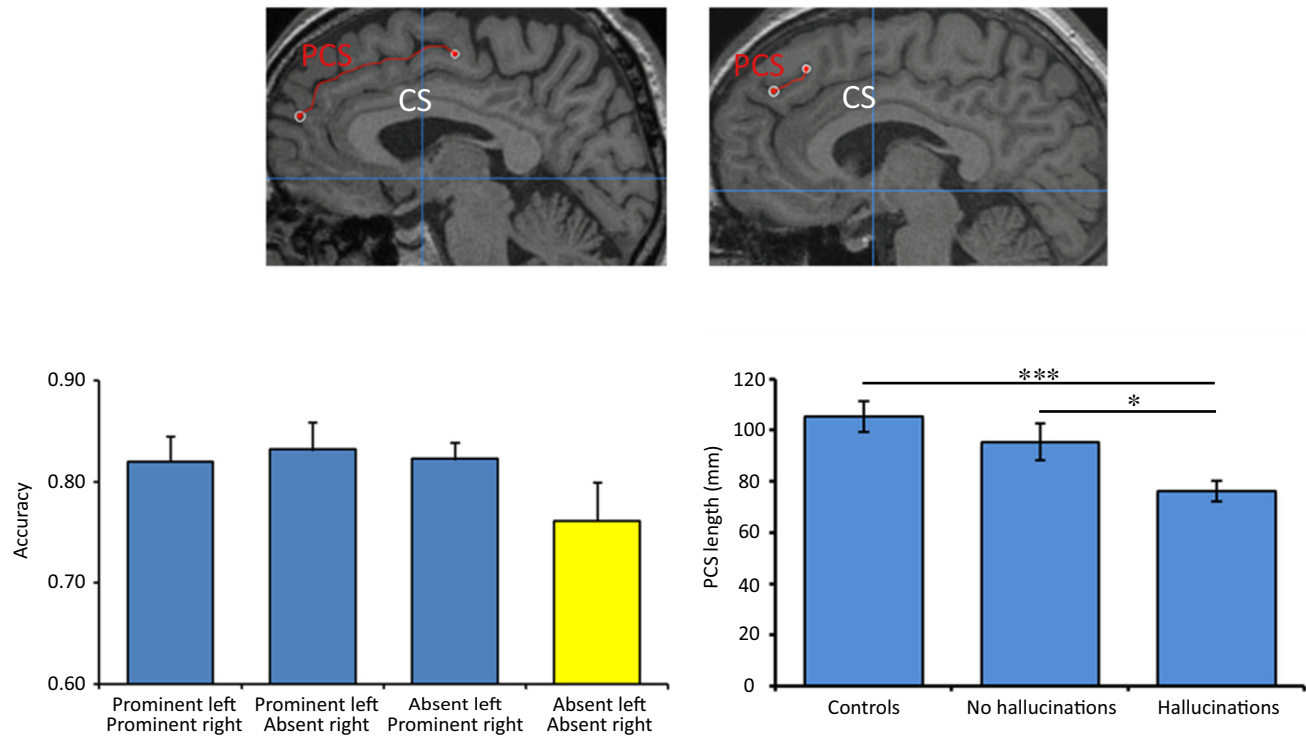 PCS
CS
PCS
CS
0.90
0.80
0.70
0.60
Accuracy
Prominent left
Prominent right
Prominent left
Absent right
Absent left
Prominent right
Absent left
Absent right
120
100
80
60
40
20
0
PCS length (mm)
***
*
Controls
No hallucinations
Hallucinations